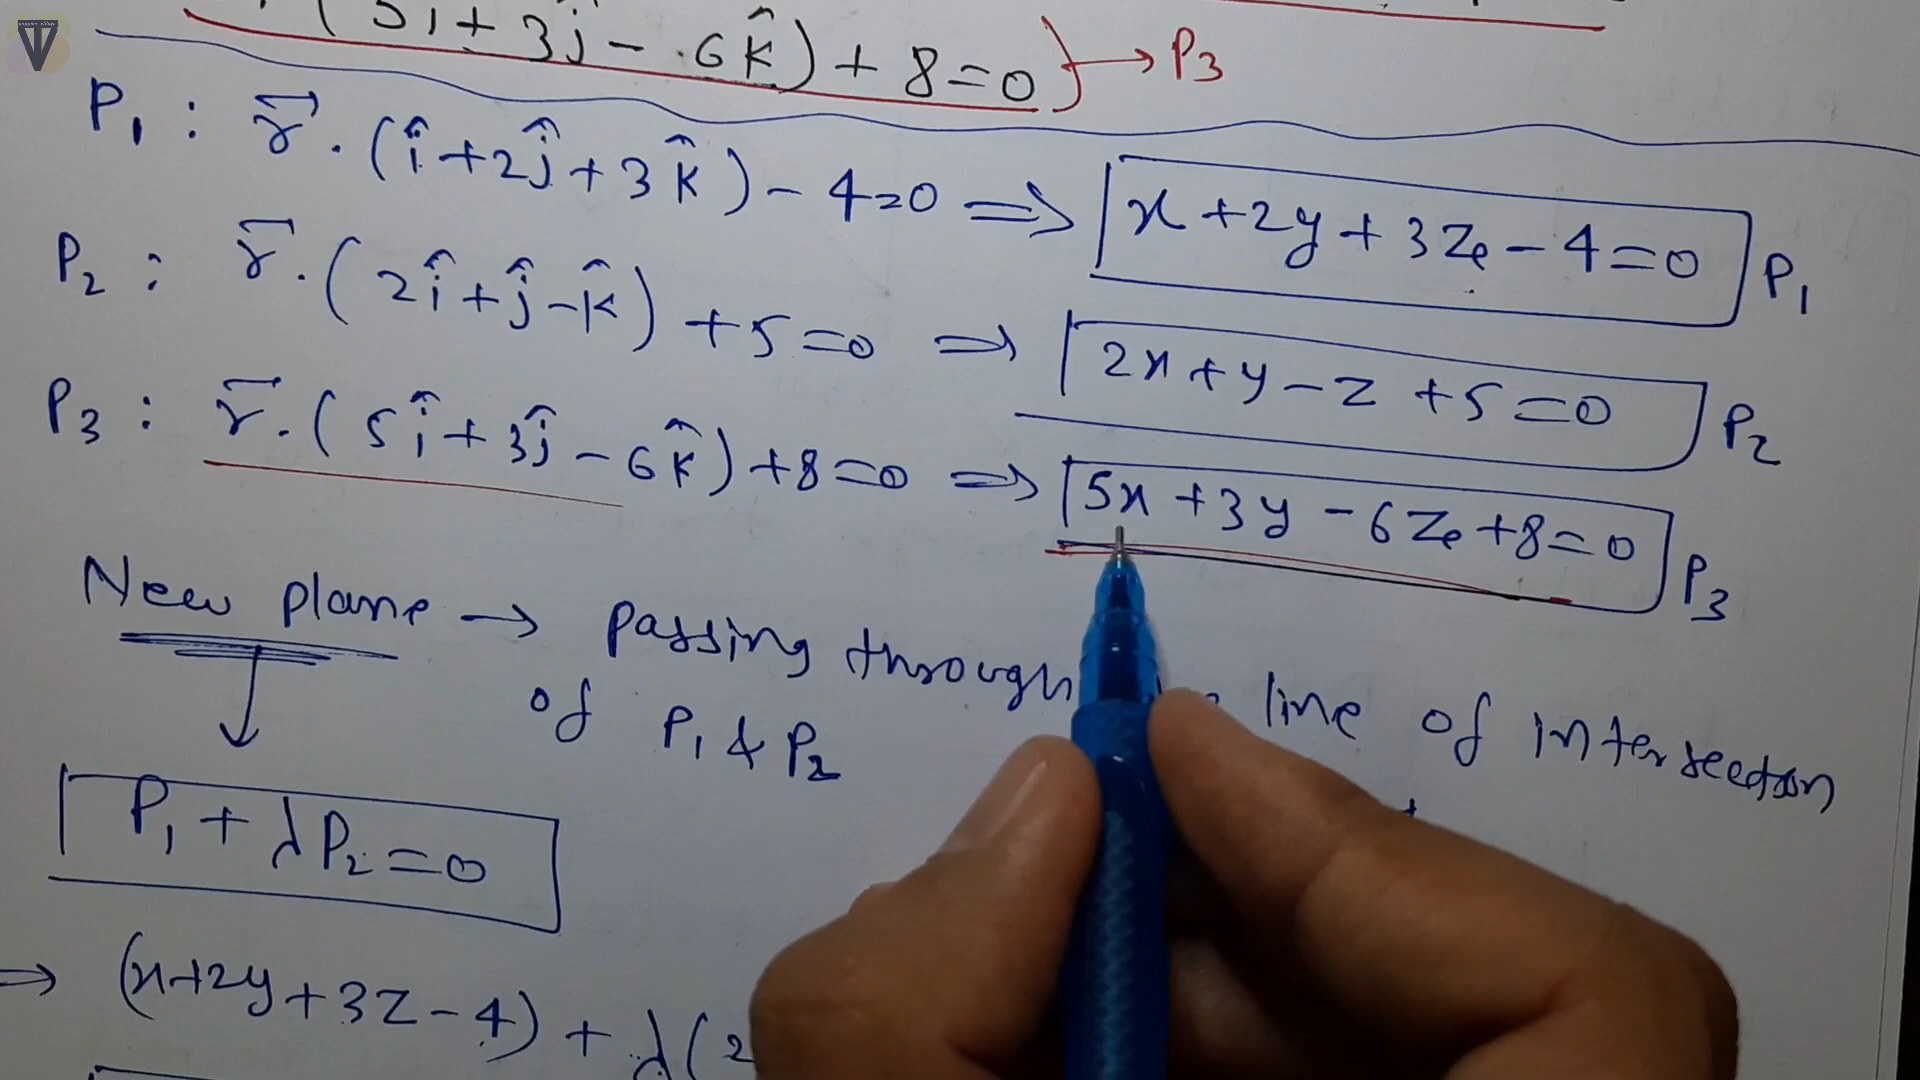 (5î + 3ĵ - 6k̂) + 8 = 0 } → P3
P1 : r⃗ . (î + 2ĵ + 3k̂) - 4 = 0 ⇒ x + 2y + 3z - 4 = 0 P1
P2 : r⃗ . (2î + ĵ - k̂) + 5 = 0 ⇒ 2x + y - z + 5 = 0 P2
P3 : r⃗ . (5î + 3ĵ - 6k̂) + 8 = 0 ⇒ 5x + 3y - 6z + 8 = 0 P3
New plane → passing through line of intersection
of P1 & P2
P1 + λP2 = 0
⇒ (x + 2y + 3z - 4) + λ(2